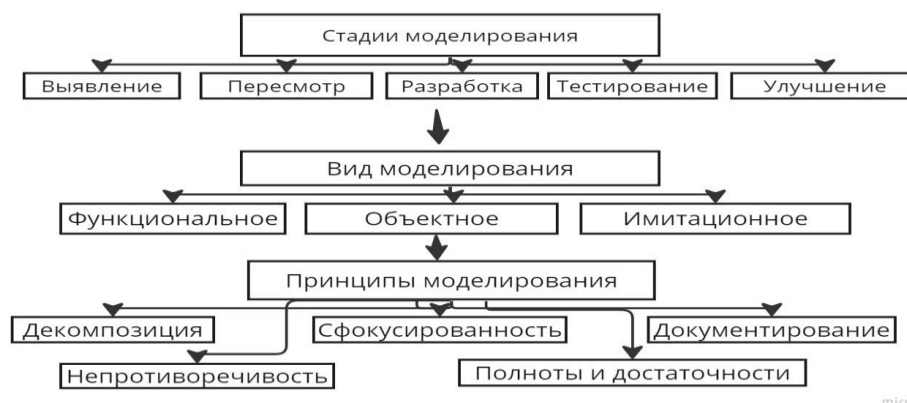 Стадии моделирования
Выявление Пересмотр Разработка Тестирование Улучшение
Вид моделирования
Функциональное Объектное Имитационное
Принципы моделирования
Декомпозиция Сфокусированность Документирование
Непротиворечивость Полноты и достаточности